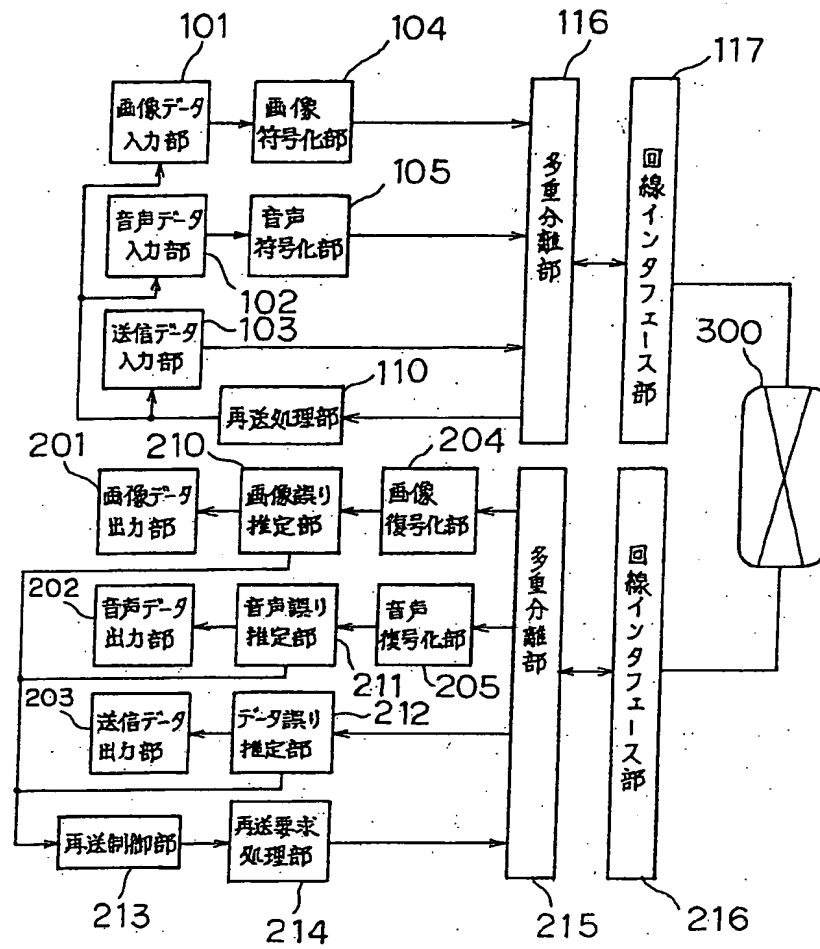 101
104
116
117
画像データ
入力部
画像
符号化部
105
音声データ
入力部
音声
符号化部
102
103
送信データ
入力部
110
再送処理部
多重分離部
回線インタフェース部
300
201
210
204
画像データ
出力部
画像誤り
推定部
画像
復号化部
202
音声データ
出力部
音声誤り
推定部
音声
復号化部
211
205
203
212
送信データ
出力部
データ誤り
推定部
再送制御部
再送要求
処理部
213
214
多重分離部
回線インタフェース部
215
216